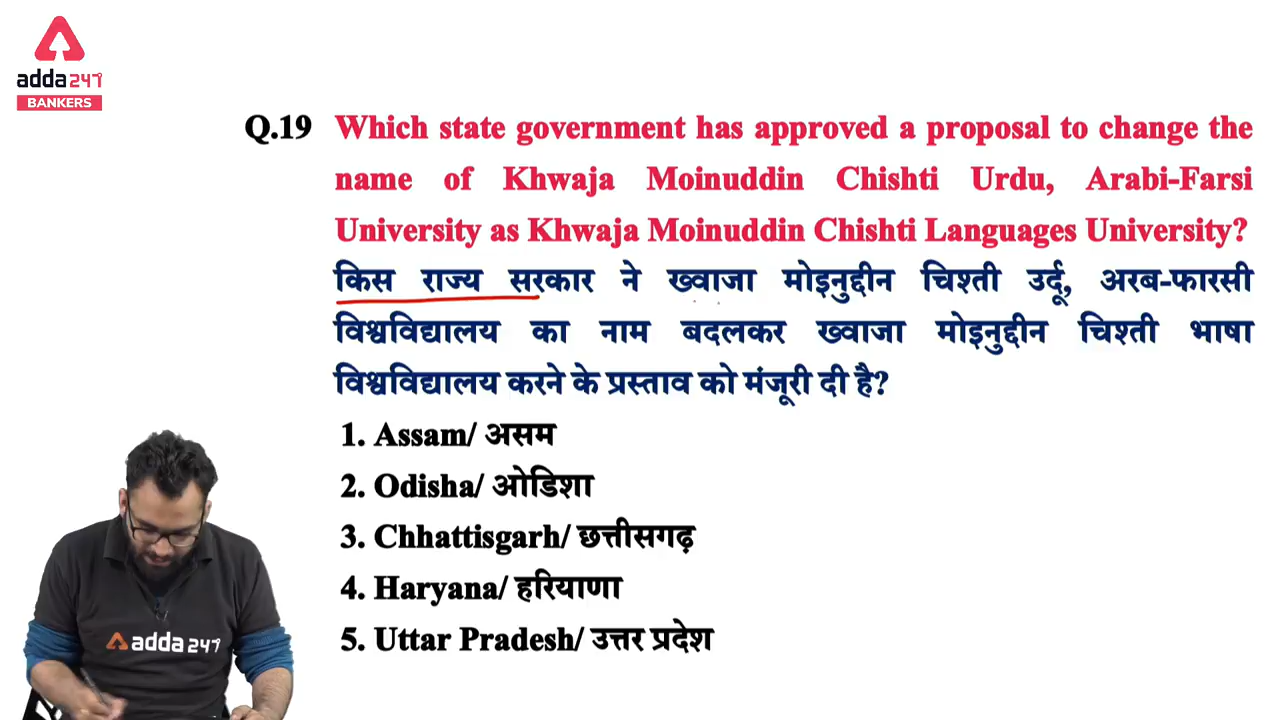 adda247
BANKERS
Q.19 Which state government has approved a proposal to change the
name of Khwaja Moinuddin Chishti Urdu, Arabi-Farsi
University as Khwaja Moinuddin Chishti Languages University?
किस राज्य सरकार ने ख्वाजा मोइनुद्दीन चिश्ती उर्दू, अरब-फारसी
विश्वविद्यालय का नाम बदलकर ख्वाजा मोइनुद्दीन चिश्ती भाषा
विश्वविद्यालय करने के प्रस्ताव को मंजूरी दी है?
1. Assam/ असम
2. Odisha/ ओडिशा
3. Chhattisgarh/ छत्तीसगढ़
4. Haryana/ हरियाणा
5. Uttar Pradesh/ उत्तर प्रदेश
adda247